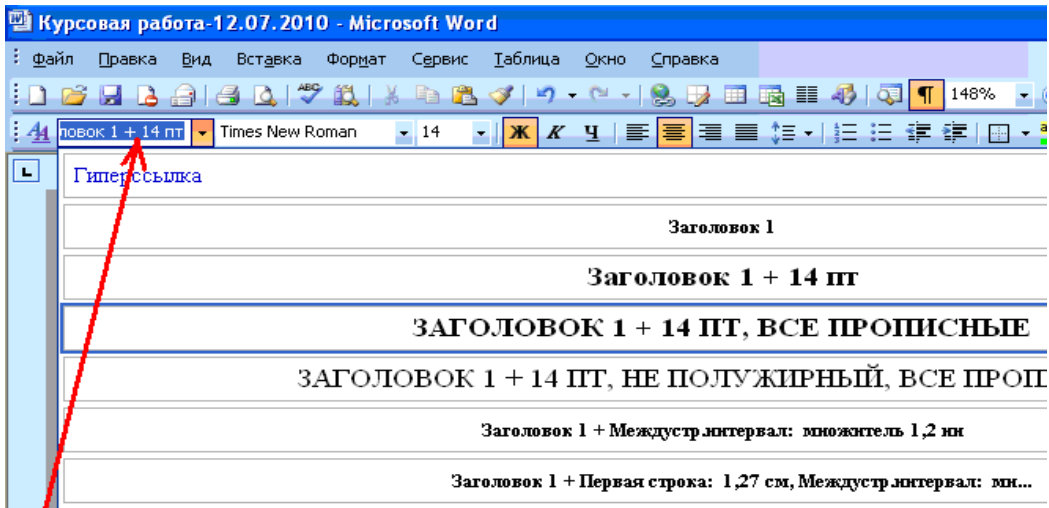 Курсовая работа-12.07.2010 - Microsoft Word
Файл Правка Вид Вставка Формат Сервис Таблица Окно Справка
ABC ¶ 148%
A4 ловок 1 + 14 пт Times New Roman 14 Ж К Ч
L Гиперссылка
Заголовок 1
Заголовок 1 + 14 пт
ЗАГОЛОВОК 1 + 14 ПТ, ВСЕ ПРОПИСНЫЕ
ЗАГОЛОВОК 1 + 14 ПТ, НЕ ПОЛУЖИРНЫЙ, ВСЕ ПРОП
Заголовок 1 + Междустр.интервал: множитель 1,2 ин
Заголовок 1 + Первая строка: 1,27 см, Междустр.интервал: мн...